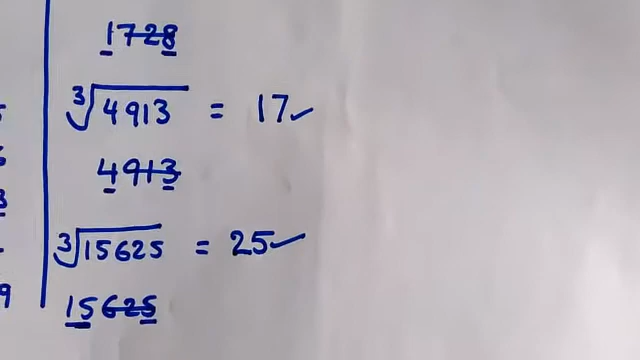 1728
∛4913 = 17 ✓
4913
∛15625 = 25 ✓
15625